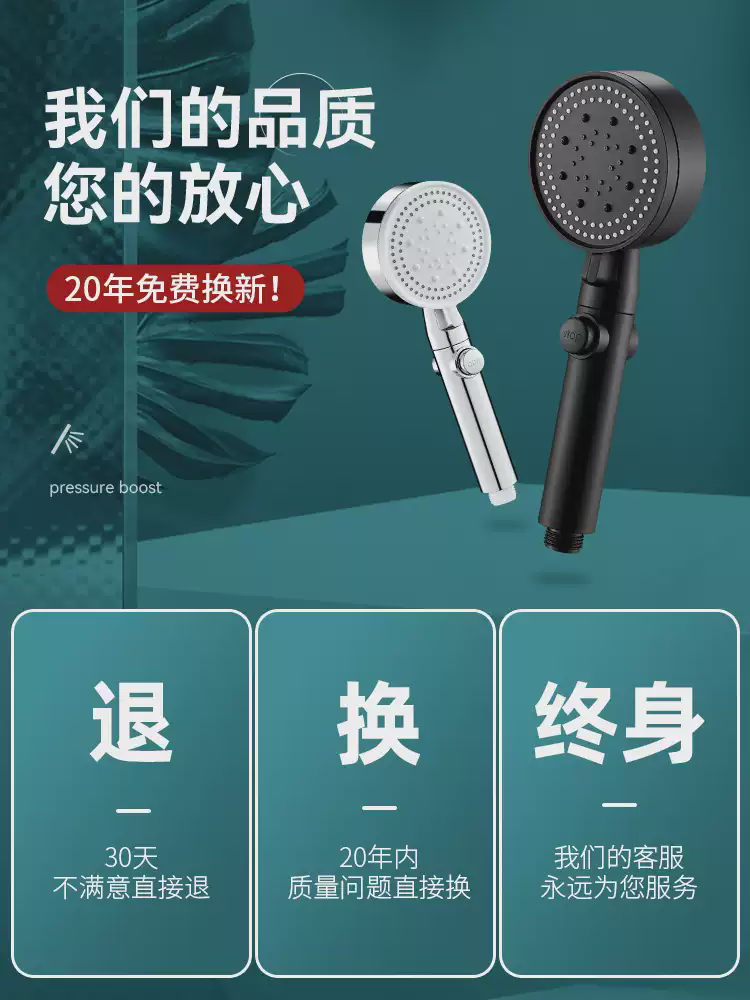 我们的品质
您的放心
20年免费换新！
pressure boost
退
30天
不满意直接退
换
20年内
质量问题直接换
终身
我们的客服
永远为您服务